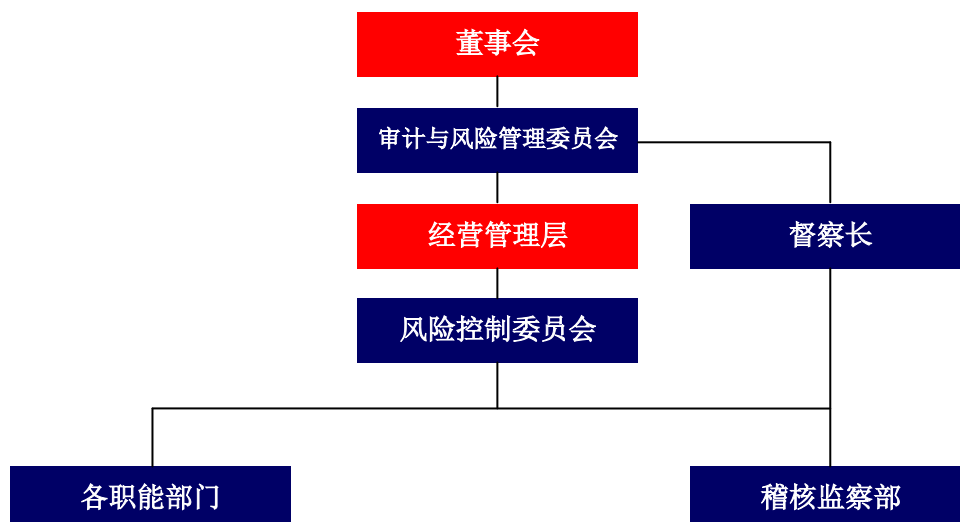 董事会
审计与风险管理委员会
经营管理层
督察长
风险控制委员会
各职能部门
稽核监察部